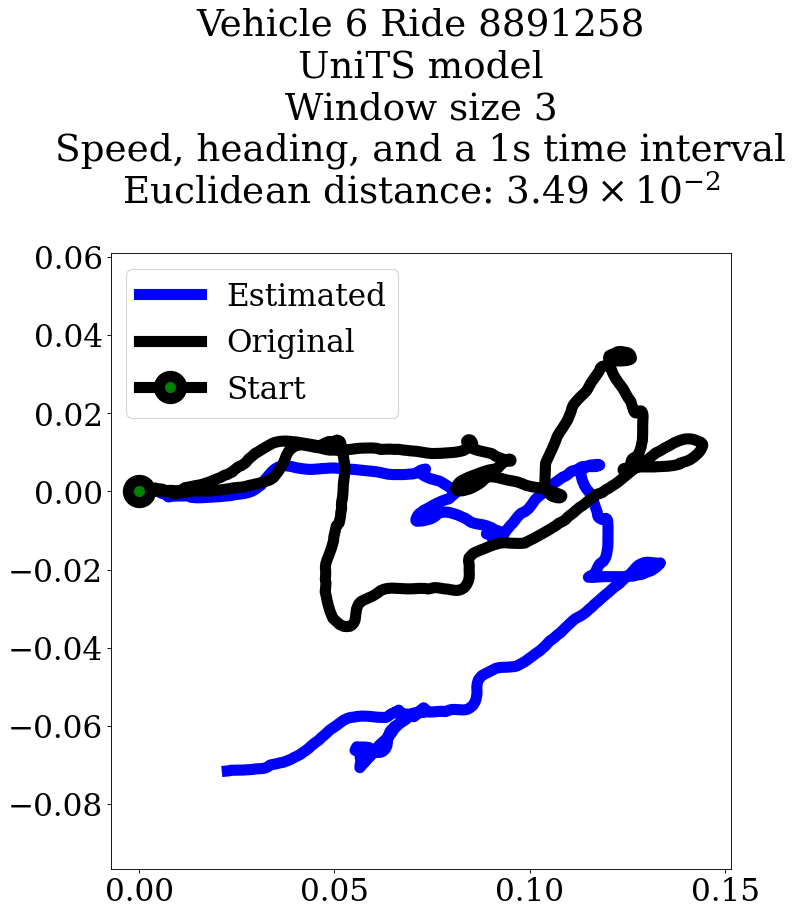 Vehicle 6 Ride 8891258
UniTS model
Window size 3
Speed, heading, and a 1s time interval
Euclidean distance: 3.49 × 10⁻²
0.06
Estimated
0.04
Original
0.02
Start
0.00
−0.02
−0.04
−0.06
−0.08
0.00 0.05 0.10 0.15